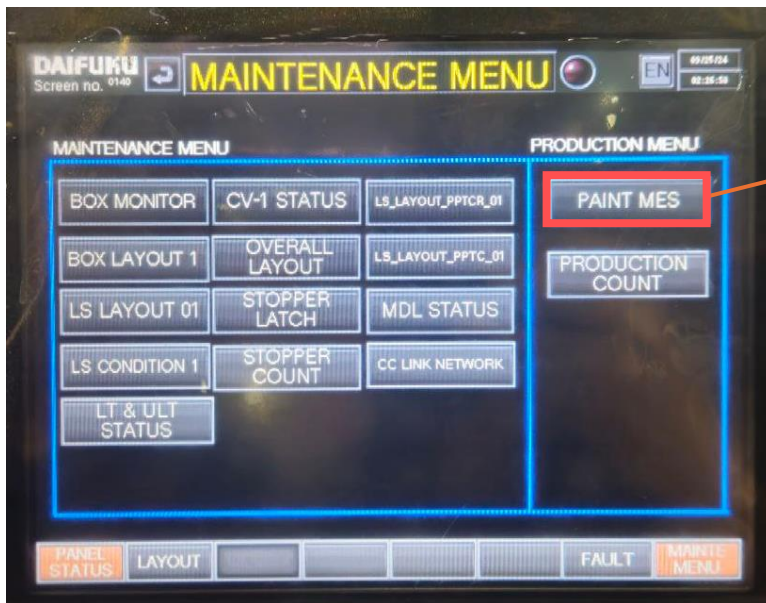 DAIFUKU
Screen no. 0140
MAINTENANCE MENU
EN
09/25/24
02:26:58
MAINTENANCE MENU
PRODUCTION MENU
BOX MONITOR
CV-1 STATUS
LS_LAYOUT_PPTCR_01
PAINT MES
BOX LAYOUT 1
OVERALL
LAYOUT
LS_LAYOUT_PPTC_01
PRODUCTION
COUNT
LS LAYOUT 01
STOPPER
LATCH
MDL STATUS
LS CONDITION 1
STOPPER
COUNT
CC LINK NETWORK
LT & ULT
STATUS
PANEL
STATUS
LAYOUT
FAULT
MAINTE
MENU